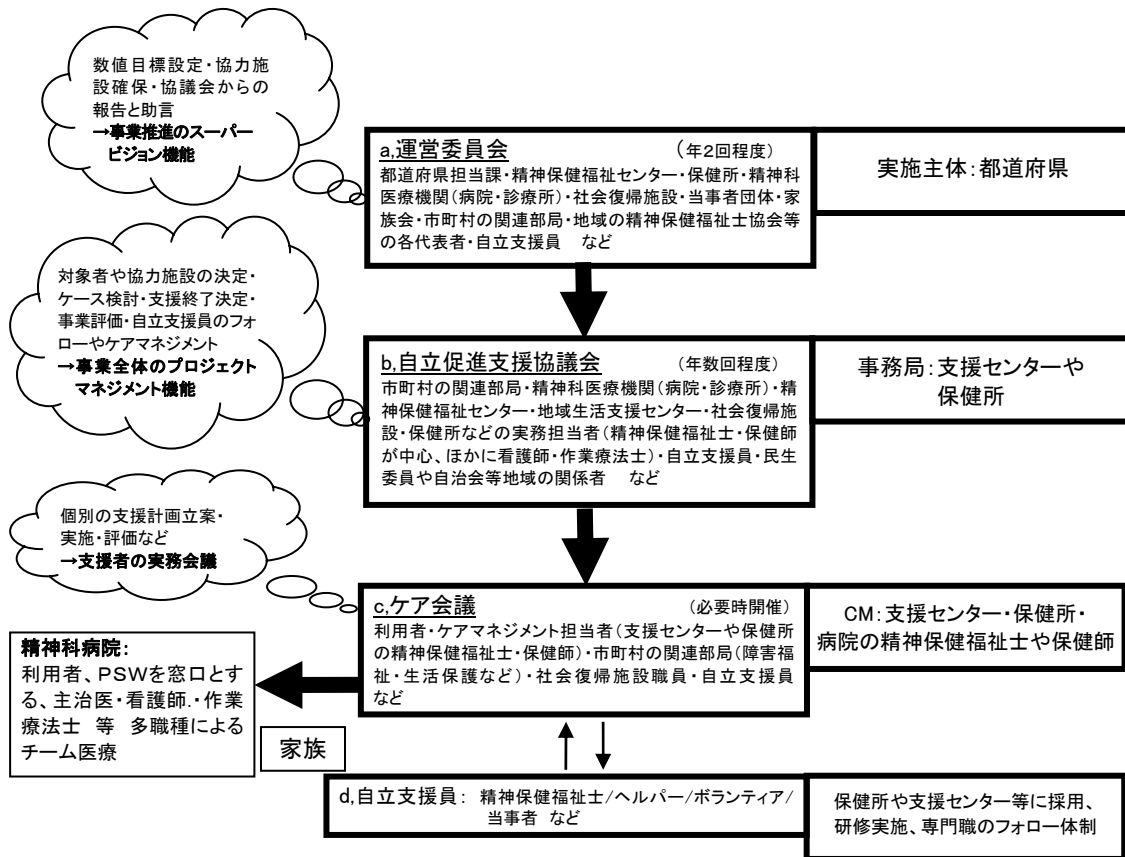 数値目標設定・協力施
設確保・協議会からの
報告と助言
→事業推進のスーパー
ビジョン機能
a,運営委員会 (年2回程度)
都道府県担当課・精神保健福祉センター・保健所・精神科
医療機関(病院・診療所)・社会復帰施設・当事者団体・家
族会・市町村の関連部局・地域の精神保健福祉士協会等
の各代表者・自立支援員 など
実施主体:都道府県
対象者や協力施設の決定・
ケース検討・支援終了決定・
事業評価・自立支援員のフォ
ローやケアマネジメント
→事業全体のプロジェクト
マネジメント機能
b,自立促進支援協議会 (年数回程度)
市町村の関連部局・精神科医療機関(病院・診療所)・精
神保健福祉センター・地域生活支援センター・社会復帰施
設・保健所などの実務担当者(精神保健福祉士・保健師
が中心、ほかに看護師・作業療法士)・自立支援員・民生
委員や自治会等地域の関係者 など
事務局:支援センターや
保健所
個別の支援計画立案・
実施・評価など
→支援者の実務会議
c,ケア会議 (必要時開催)
利用者・ケアマネジメント担当者(支援センターや保健所
の精神保健福祉士・保健師)・市町村の関連部局(障害福
祉・生活保護など)・社会復帰施設職員・自立支援員
など
CM:支援センター・保健所・
病院の精神保健福祉士や保健師
精神科病院:
利用者、PSWを窓口とす
る、主治医・看護師.・作業
療法士 等 多職種による
チーム医療
家族
d,自立支援員: 精神保健福祉士/ヘルパー/ボランティア/
当事者 など
保健所や支援センター等に採用、
研修実施、専門職のフォロー体制